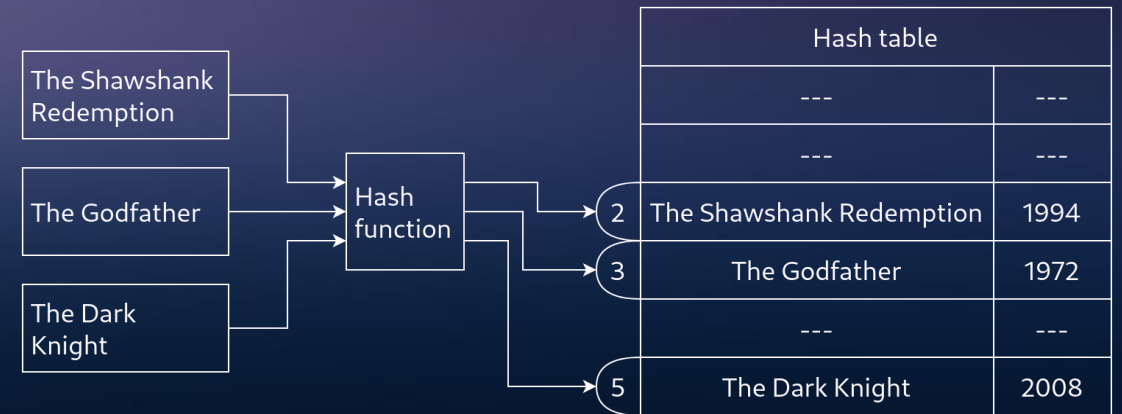 The Shawshank
Redemption
The Godfather
The Dark
Knight
Hash
function
Hash table
--- ---
--- ---
2 The Shawshank Redemption 1994
3 The Godfather 1972
--- ---
5 The Dark Knight 2008